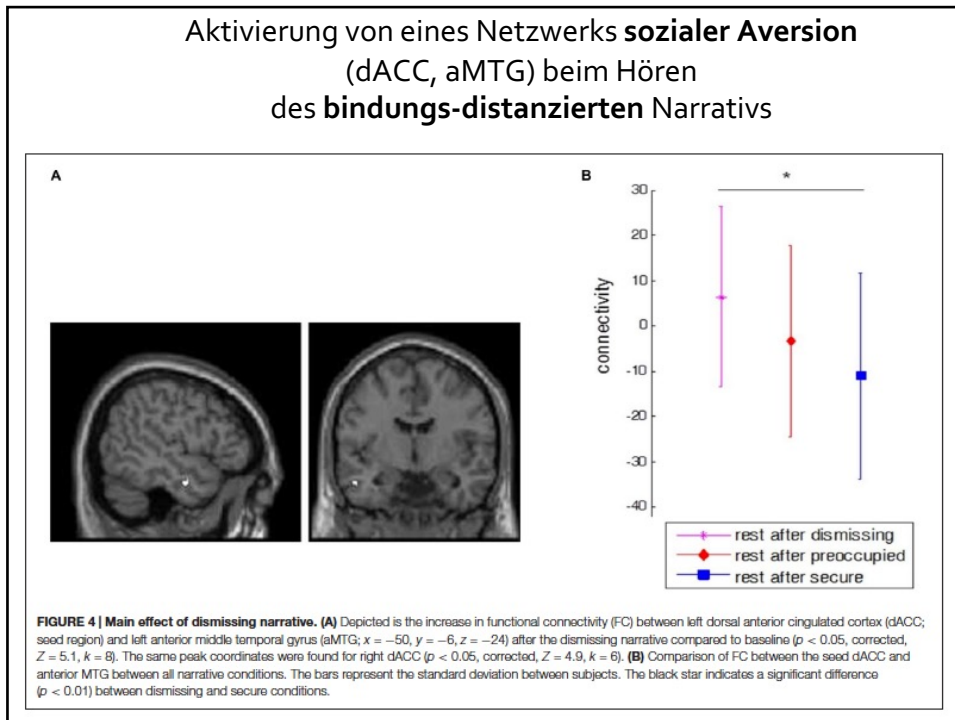 Aktivierung von eines Netzwerks sozialer Aversion
(dACC, aMTG) beim Hören
des bindungs-distanzierten Narrativs
A
B
*
30
20
10
0
-10
-20
-30
-40
connectivity
rest after dismissing
rest after preoccupied
rest after secure
FIGURE 4 | Main effect of dismissing narrative. (A) Depicted is the increase in functional connectivity (FC) between left dorsal anterior cingulated cortex (dACC;
seed region) and left anterior middle temporal gyrus (aMTG; x = −50, y = −6, z = −24) after the dismissing narrative compared to baseline (p < 0.05, corrected,
Z = 5.1, k = 8). The same peak coordinates were found for right dACC (p < 0.05, corrected, Z = 4.9, k = 6). (B) Comparison of FC between the seed dACC and
anterior MTG between all narrative conditions. The bars represent the standard deviation between subjects. The black star indicates a significant difference
(p < 0.01) between dismissing and secure conditions.